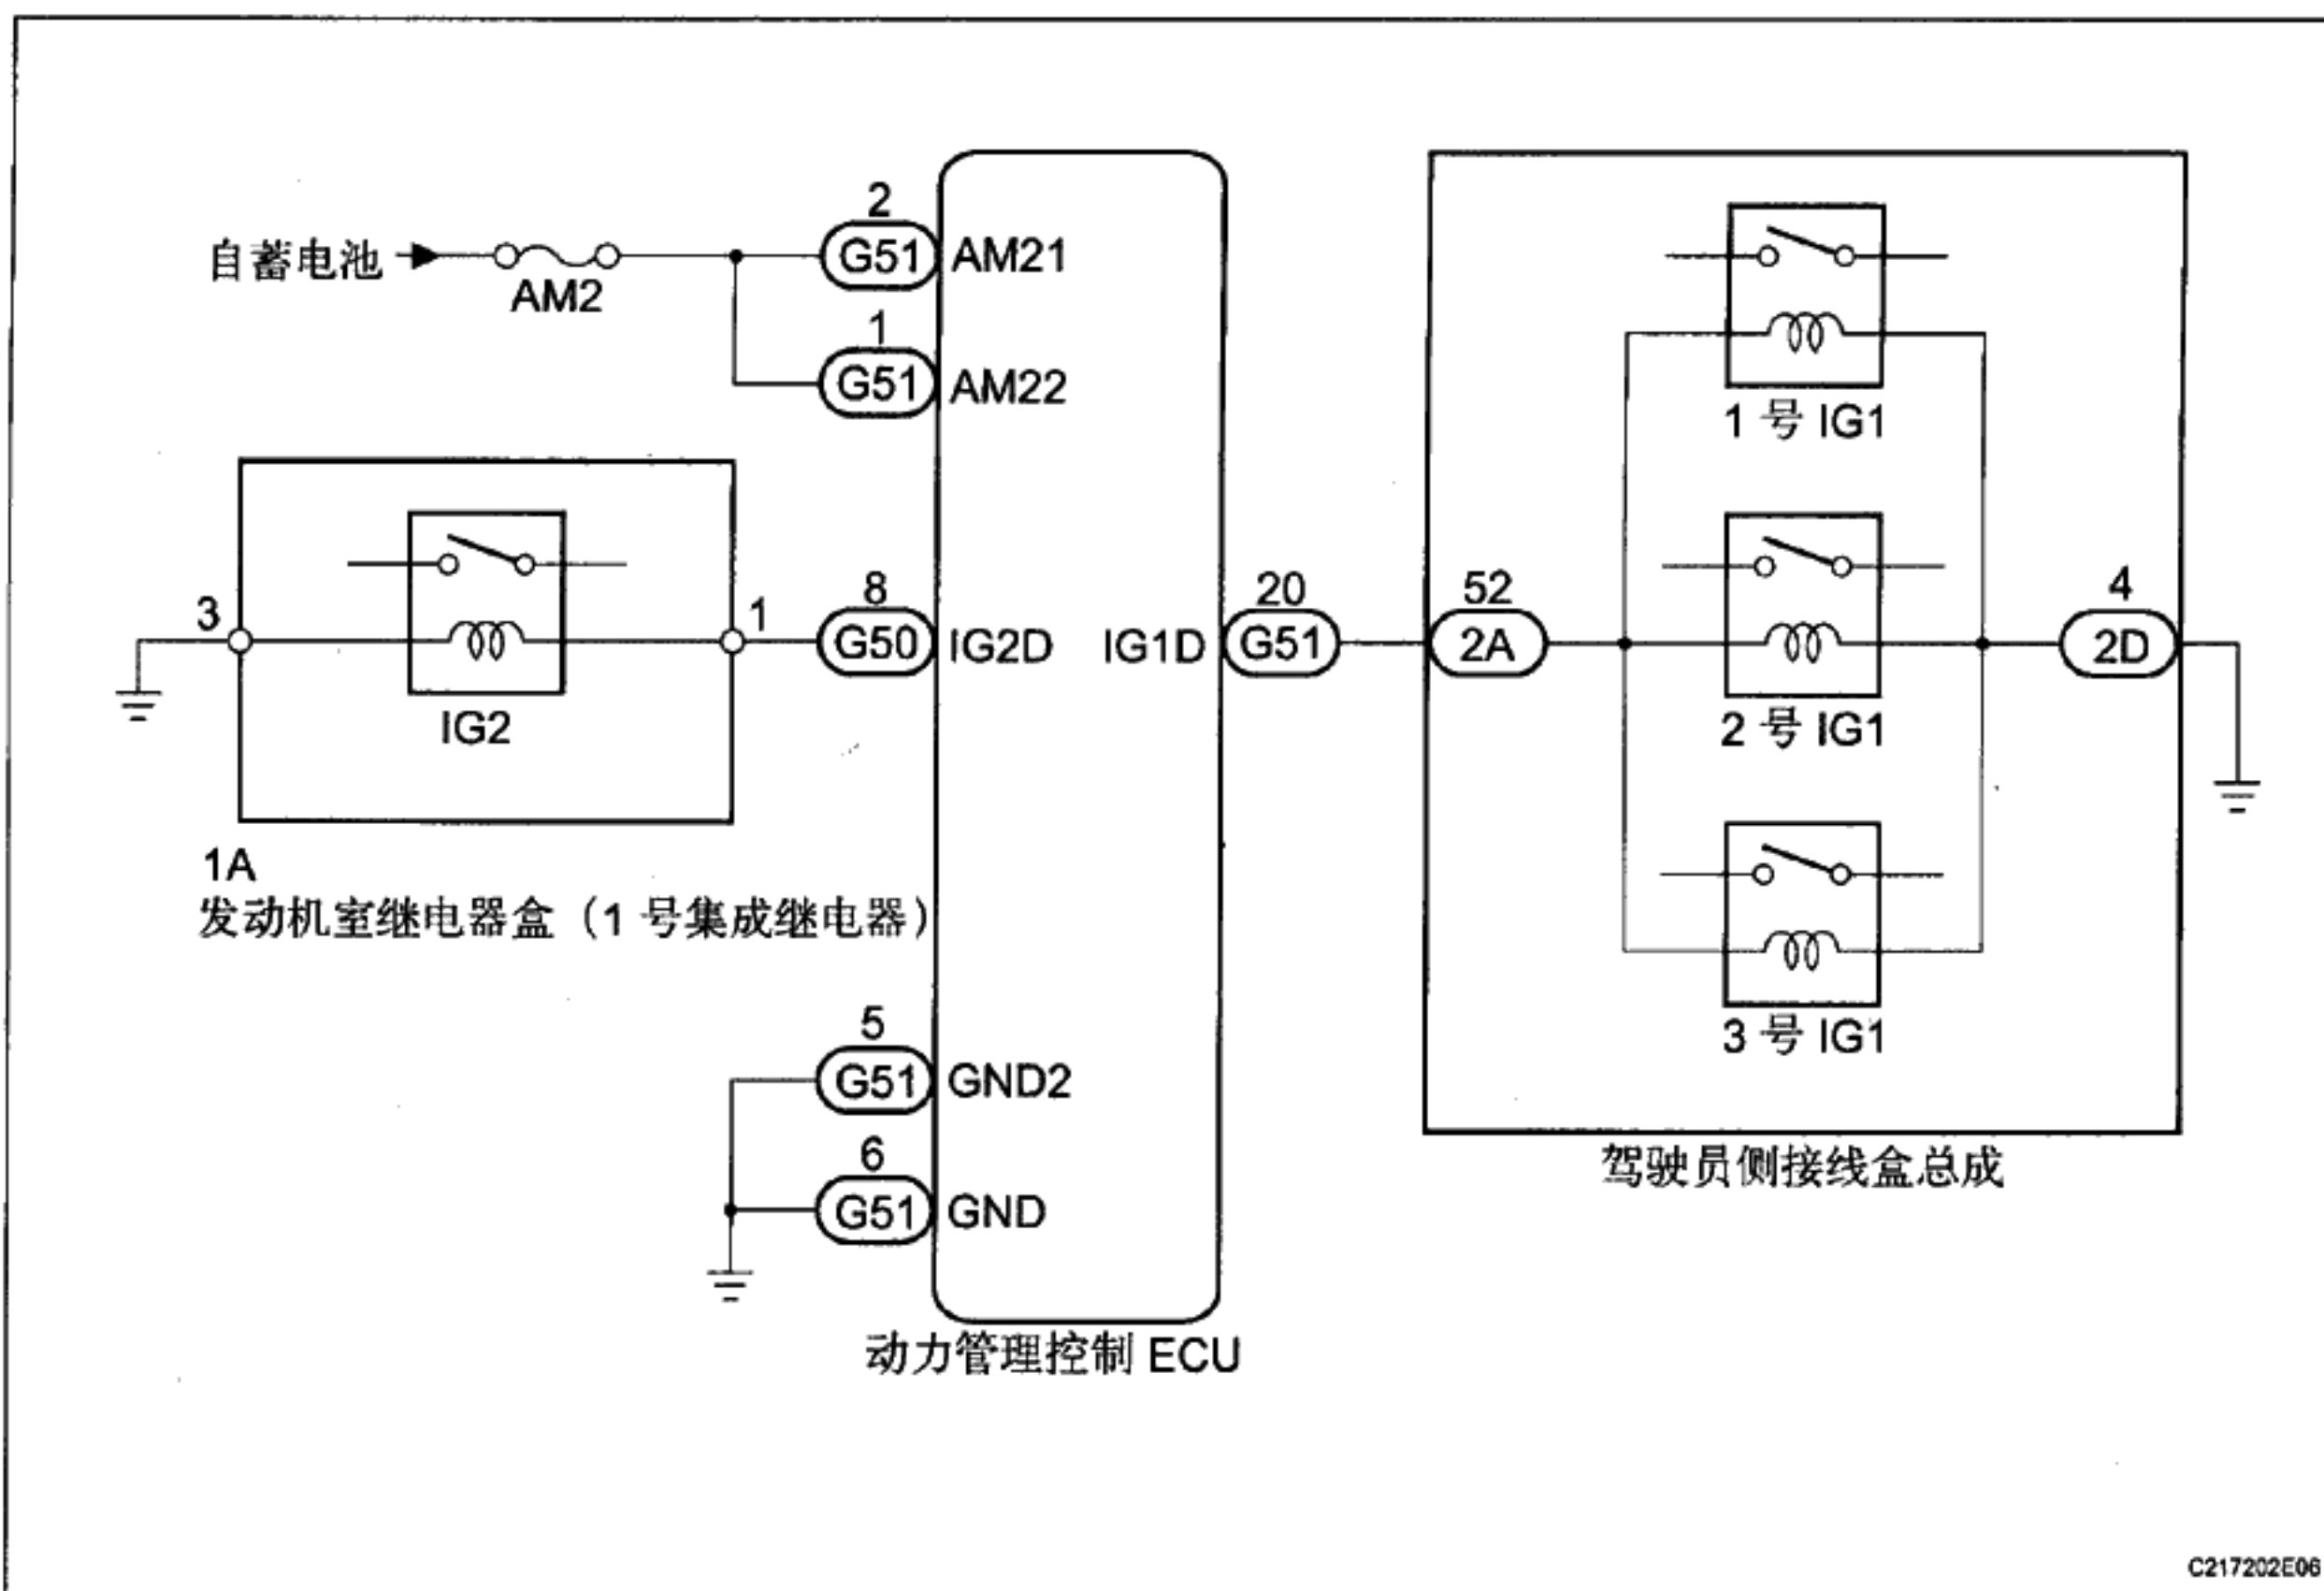 2
自蓄电池
G51
AM21
AM2
1
G51
AM22
1 号 IG1
3
1
8
G50
IG2D
IG1D
20
G51
52
2A
4
2D
IG2
2 号 IG1
1A
发动机室继电器盒（1 号集成继电器）
5
G51
GND2
3 号 IG1
6
G51
GND
驾驶员侧接线盒总成
动力管理控制 ECU
C217202E06